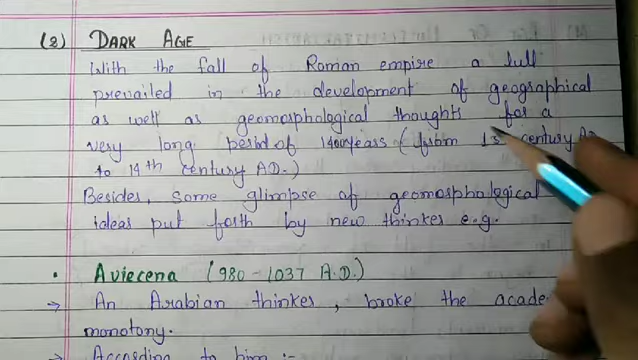 (2) DARK AGE
With the fall of Roman empire a lull
prevailed in the development of geographical
as well as geomorphological thoughts for a
very long period of 1400 years (from 1st century A.
to 14th century A.D.)
Besides, some glimpse of geomorphological
ideas put forth by new thinker e.g.
• Aviecena (980-1037 A.D.)
→ An Arabian thinker, broke the acade
monotony.
→ According to him :-